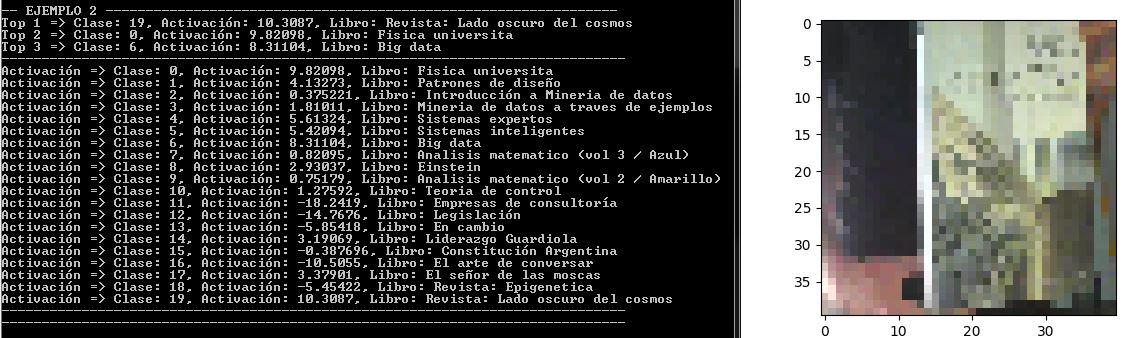 ── EJEMPLO 2 ──
Top 1 => Clase: 19, Activación: 10.3087, Libro: Revista: Lado oscuro del cosmos
Top 2 => Clase: 0, Activación: 9.82098, Libro: Fisica universita
Top 3 => Clase: 6, Activación: 8.31104, Libro: Big data
Activación => Clase: 0, Activación: 9.82098, Libro: Fisica universita
Activación => Clase: 1, Activación: 4.13273, Libro: Patrones de diseño
Activación => Clase: 2, Activación: 0.375221, Libro: Introducción a Mineria de datos
Activación => Clase: 3, Activación: 1.81011, Libro: Mineria de datos a traves de ejemplos
Activación => Clase: 4, Activación: 5.61324, Libro: Sistemas expertos
Activación => Clase: 5, Activación: 5.42094, Libro: Sistemas inteligentes
Activación => Clase: 6, Activación: 8.31104, Libro: Big data
Activación => Clase: 7, Activación: 0.82095, Libro: Analisis matematico (vol 3 / Azul)
Activación => Clase: 8, Activación: 2.93037, Libro: Einstein
Activación => Clase: 9, Activación: 0.75179, Libro: Analisis matematico (vol 2 / Amarillo)
Activación => Clase: 10, Activación: 1.27592, Libro: Teoria de control
Activación => Clase: 11, Activación: -18.2419, Libro: Empresas de consultoría
Activación => Clase: 12, Activación: -14.7676, Libro: Legislación
Activación => Clase: 13, Activación: -5.85418, Libro: En cambio
Activación => Clase: 14, Activación: 3.19069, Libro: Liderazgo Guardiola
Activación => Clase: 15, Activación: -0.387696, Libro: Constitución Argentina
Activación => Clase: 16, Activación: -10.5055, Libro: El arte de conversar
Activación => Clase: 17, Activación: 3.37901, Libro: El señor de las moscas
Activación => Clase: 18, Activación: -5.45422, Libro: Revista: Epigenetica
Activación => Clase: 19, Activación: 10.3087, Libro: Revista: Lado oscuro del cosmos
0
5
10
15
20
25
30
35
0 10 20 30